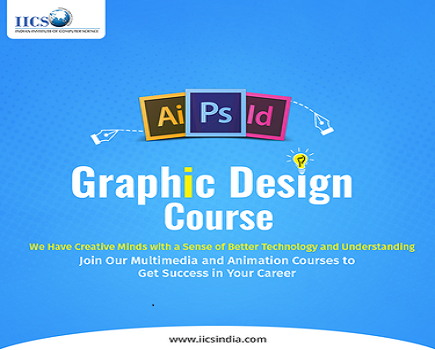 IICS
INDIAN INSTITUTE OF COMPUTER SCIENCE
Ai Ps Id
Graphic Design
Course
We Have Creative Minds with a Sense of Better Technology and Understanding
Join Our Multimedia and Animation Courses to
Get Success in Your Career
www.iicsindia.com